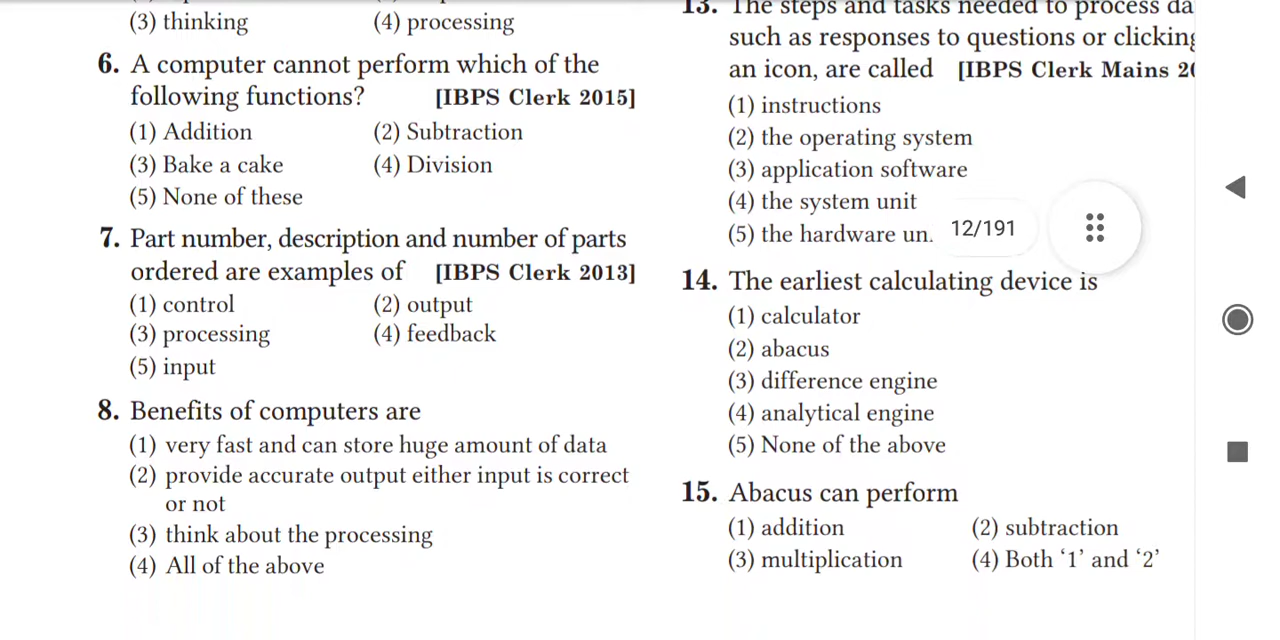 (3) thinking (4) processing
6. A computer cannot perform which of the
following functions? [IBPS Clerk 2015]
(1) Addition (2) Subtraction
(3) Bake a cake (4) Division
(5) None of these
7. Part number, description and number of parts
ordered are examples of [IBPS Clerk 2013]
(1) control (2) output
(3) processing (4) feedback
(5) input
8. Benefits of computers are
(1) very fast and can store huge amount of data
(2) provide accurate output either input is correct
or not
(3) think about the processing
(4) All of the above
13. The steps and tasks needed to process da
such as responses to questions or clicking
an icon, are called [IBPS Clerk Mains 20
(1) instructions
(2) the operating system
(3) application software
(4) the system unit
(5) the hardware un.
12/191
14. The earliest calculating device is
(1) calculator
(2) abacus
(3) difference engine
(4) analytical engine
(5) None of the above
15. Abacus can perform
(1) addition (2) subtraction
(3) multiplication (4) Both ‘1’ and ‘2’